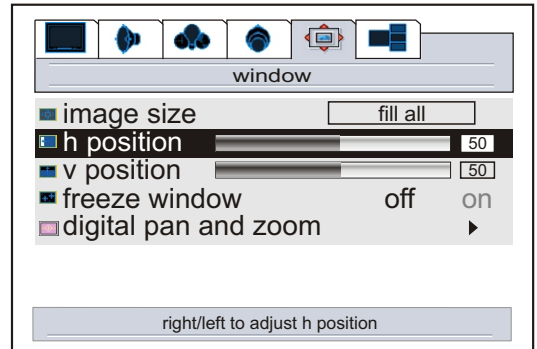 window
image size fill all
h position 50
v position 50
freeze window off on
digital pan and zoom
right/left to adjust h position